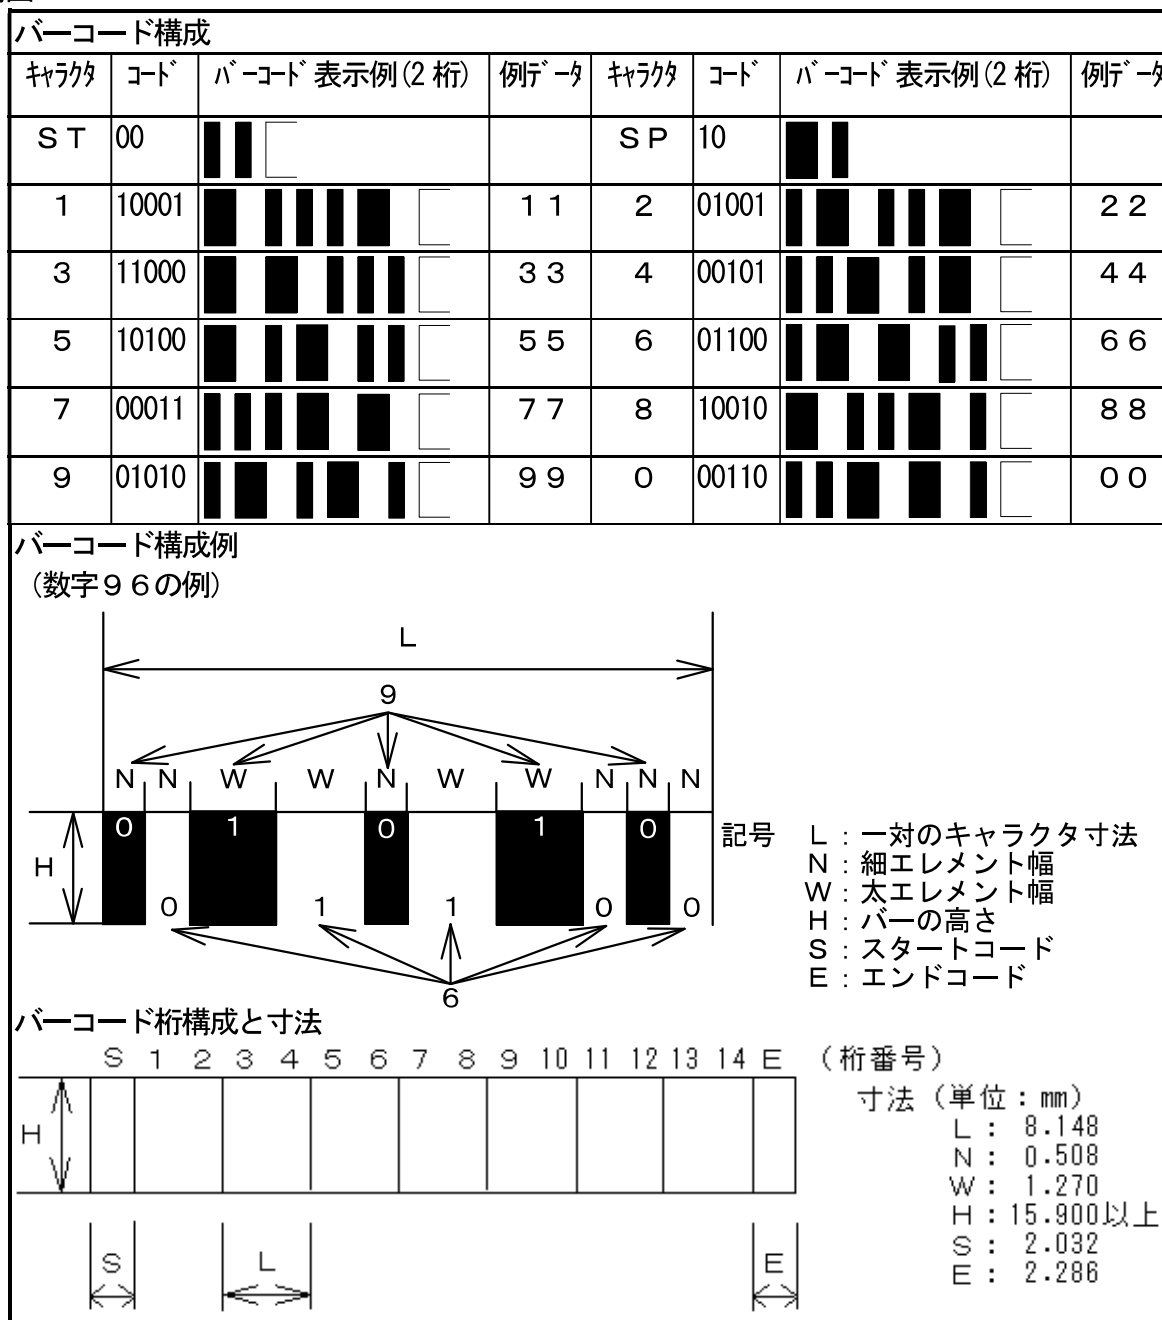 バーコード構成
ｷｬﾗｸﾀ ｺｰﾄﾞ ﾊﾞｰｺｰﾄﾞ表示例(2桁) 例ﾃﾞｰﾀ ｷｬﾗｸﾀ ｺｰﾄﾞ ﾊﾞｰｺｰﾄﾞ表示例(2桁) 例ﾃﾞｰﾀ
ＳＴ 00 ＳＰ 10
１ 10001 １１ ２ 01001 ２２
３ 11000 ３３ ４ 00101 ４４
５ 10100 ５５ ６ 01100 ６６
７ 00011 ７７ ８ 10010 ８８
９ 01010 ９９ ０ 00110 ００
バーコード構成例
（数字９６の例）
Ｌ
９
Ｎ Ｎ Ｗ Ｗ Ｎ Ｗ Ｗ Ｎ Ｎ Ｎ
０ １ ０ １ ０
Ｈ
０ １ １ ０ ０
６
記号 Ｌ：一対のキャラクタ寸法
Ｎ：細エレメント幅
Ｗ：太エレメント幅
Ｈ：バーの高さ
Ｓ：スタートコード
Ｅ：エンドコード
バーコード桁構成と寸法
Ｓ １ ２ ３ ４ ５ ６ ７ ８ ９ 10 11 12 13 14 Ｅ （桁番号）
Ｈ
Ｓ Ｌ Ｅ
寸法（単位：㎜）
Ｌ： 8.148
Ｎ： 0.508
Ｗ： 1.270
Ｈ：15.900以上
Ｓ： 2.032
Ｅ： 2.286